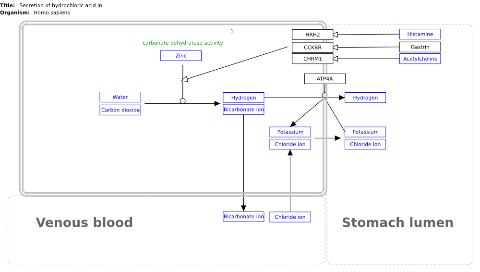 Title: Secretion of hydrochloric acid in
Organism: Homo sapiens
1
HRH2
Histamine
carbonate dehydratase activity
CCKBR
Gastrin
Zinc
CHRM1
Acetylcholine
ATP4A
Water
Hydrogen
Hydrogen
Carbon dioxide
Bicarbonate ion
Potassium
Potassium
Chloride ion
Chloride ion
Bicarbonate ion
Chloride ion
Venous blood
Stomach lumen